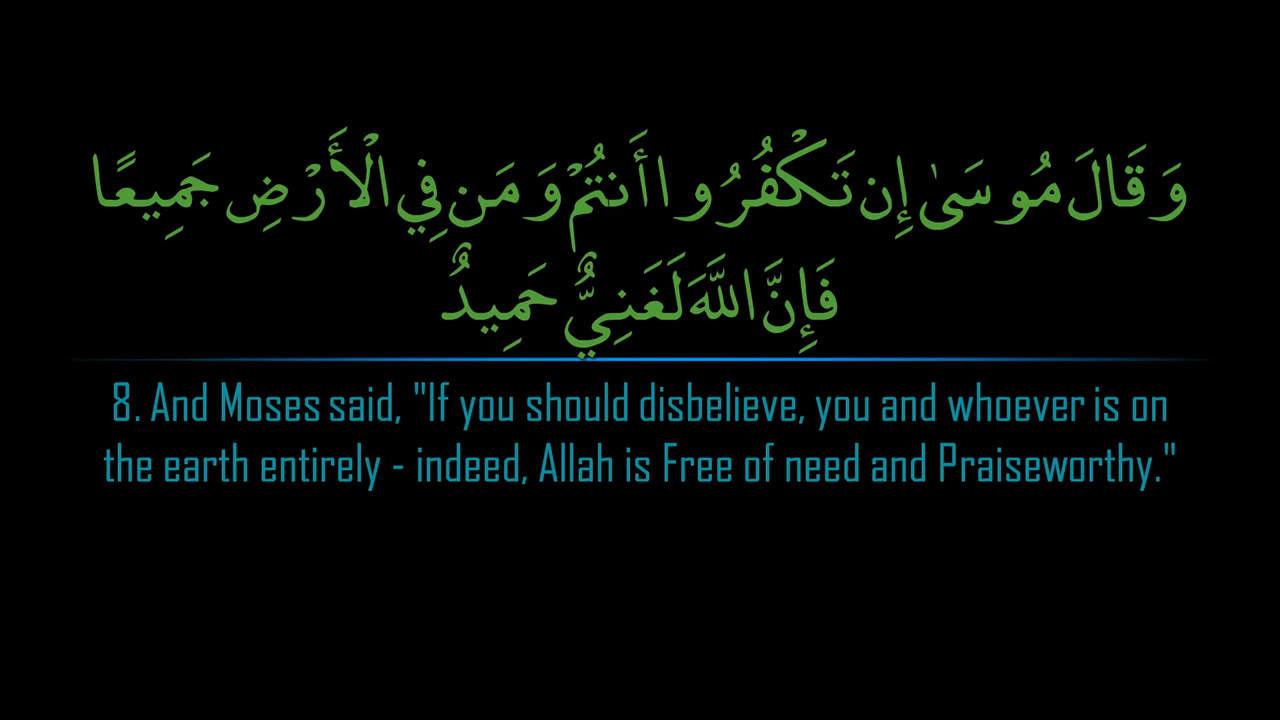 وَقَالَ مُوسَىٰ إِن تَكْفُرُوا أَنتُمْ وَمَن فِي الْأَرْضِ جَمِيعًا
فَإِنَّ اللَّهَ لَغَنِيٌّ حَمِيدٌ
8. And Moses said, "If you should disbelieve, you and whoever is on
the earth entirely - indeed, Allah is Free of need and Praiseworthy."